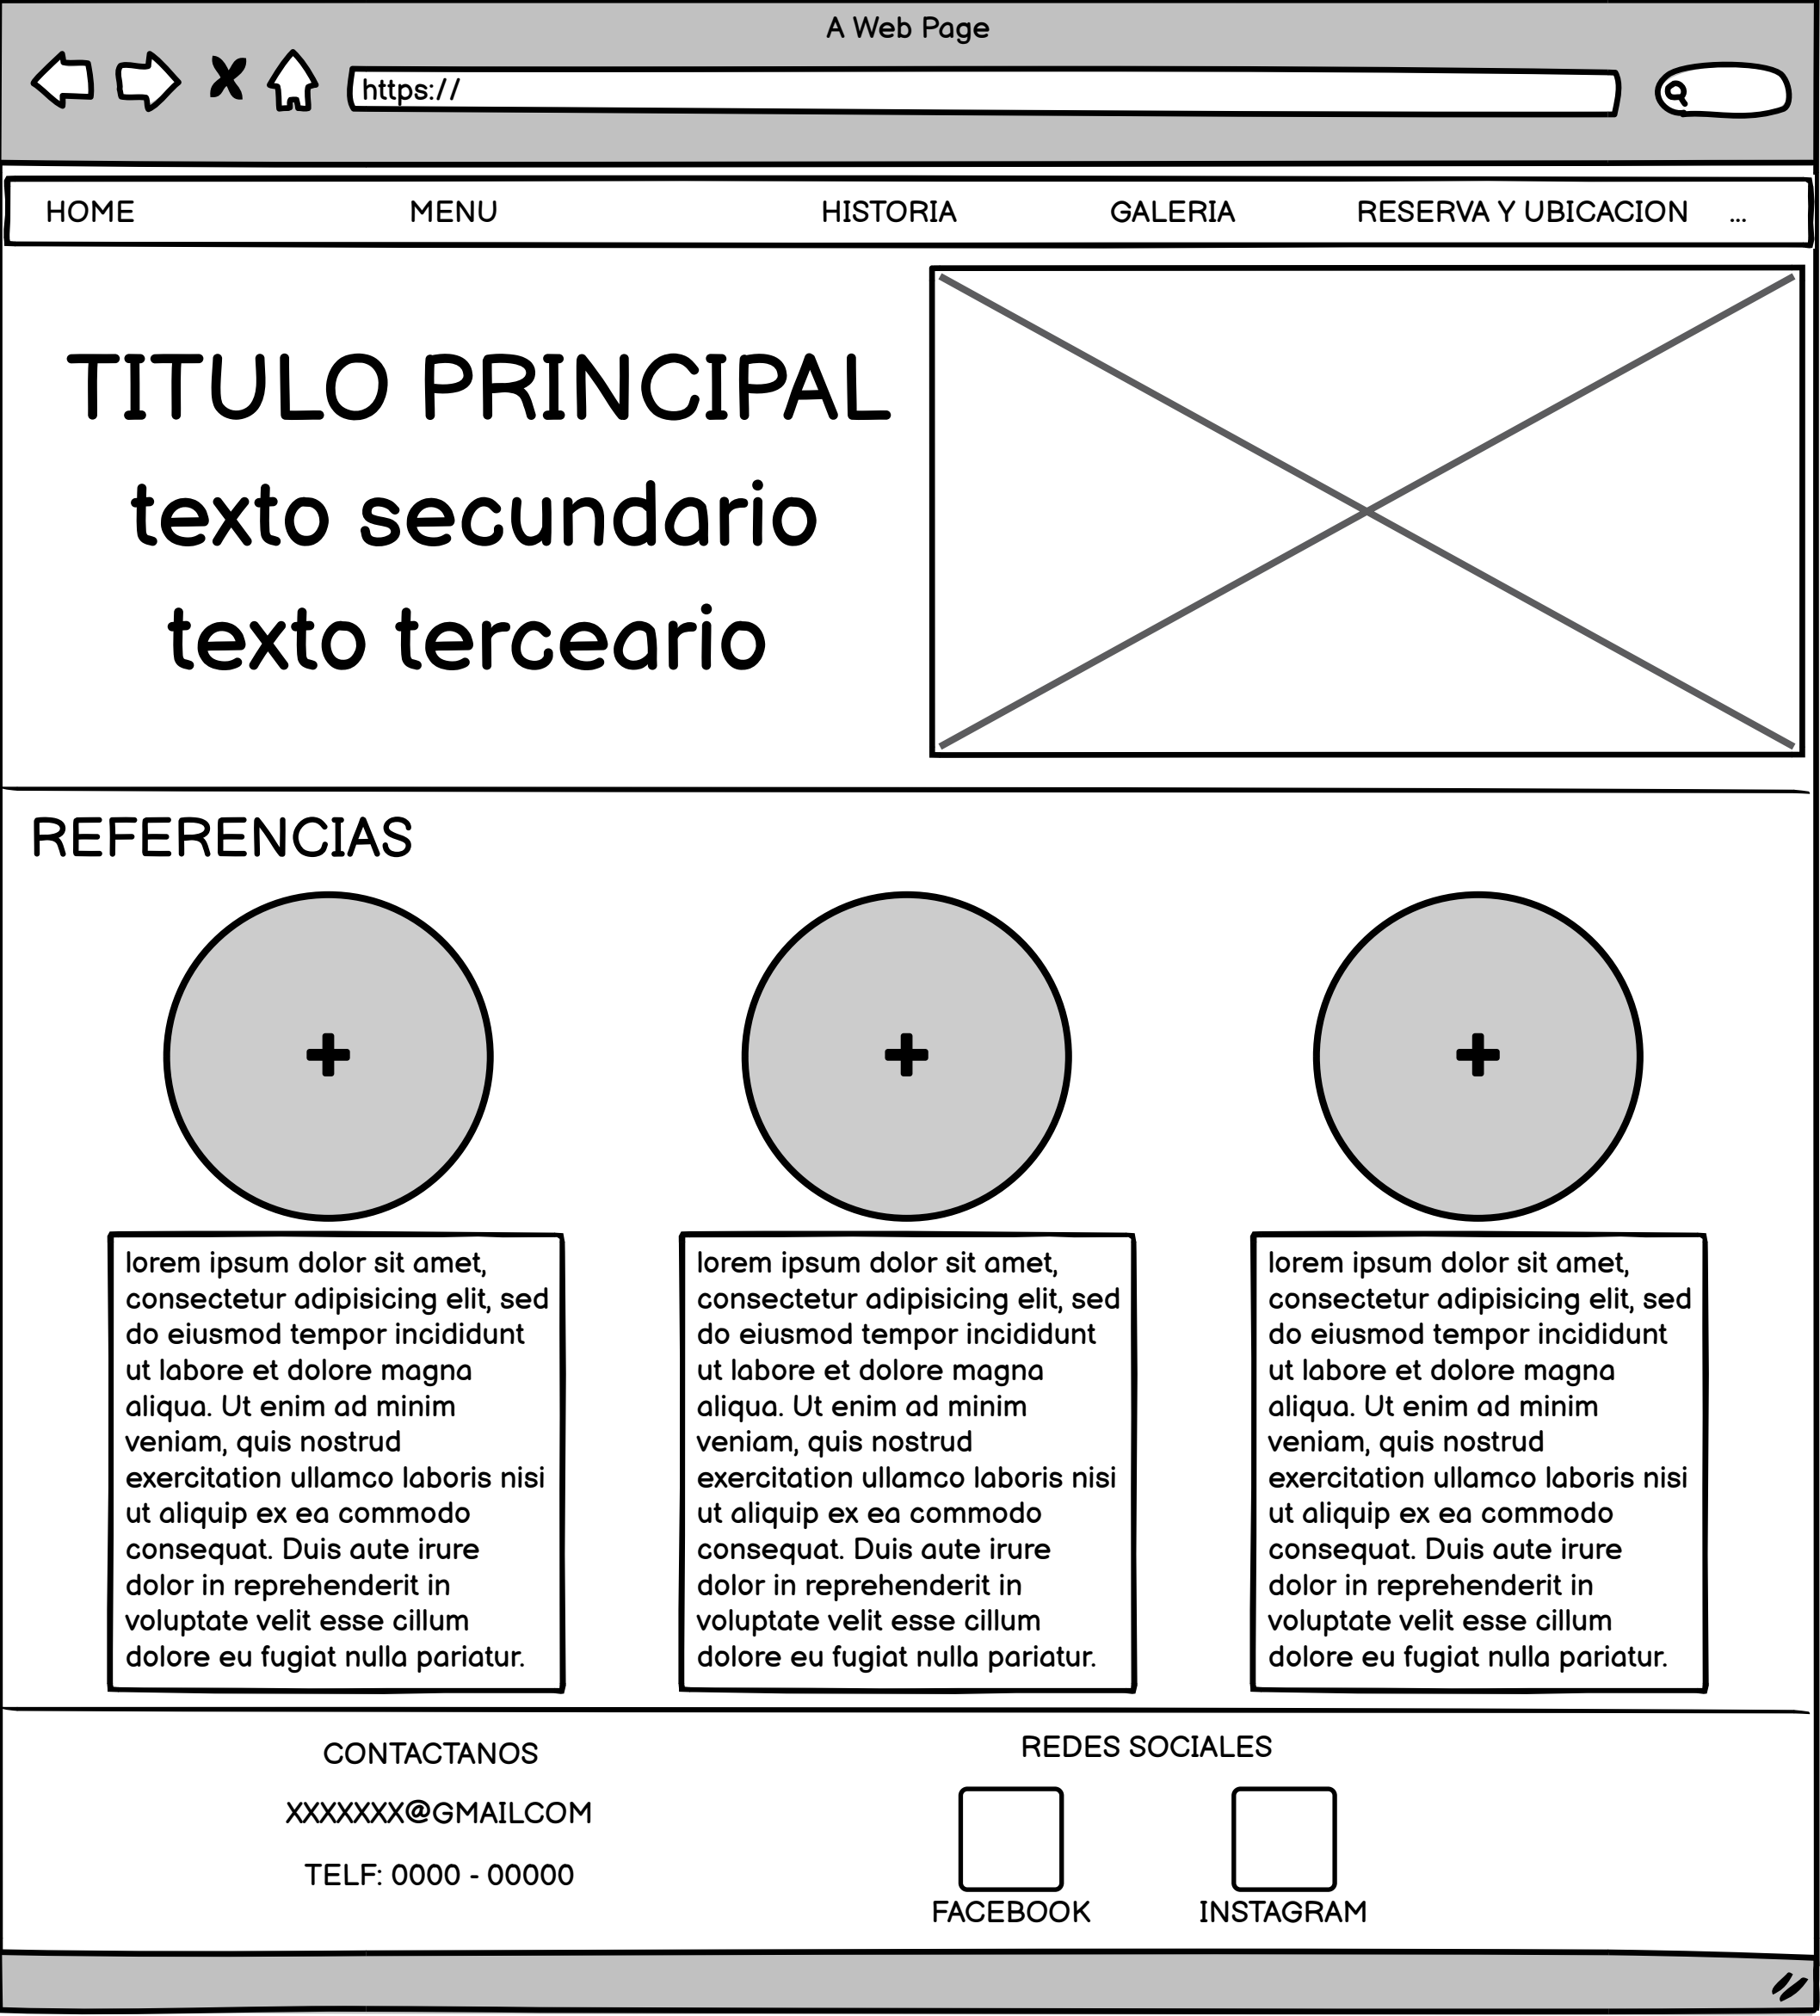 A Web Page
https://
HOME MENU HISTORIA GALERIA RESERVA Y UBICACION ...
TITULO PRINCIPAL
texto secundario
texto terceario
REFERENCIAS
lorem ipsum dolor sit amet,
consectetur adipisicing elit, sed
do eiusmod tempor incididunt
ut labore et dolore magna
aliqua. Ut enim ad minim
veniam, quis nostrud
exercitation ullamco laboris nisi
ut aliquip ex ea commodo
consequat. Duis aute irure
dolor in reprehenderit in
voluptate velit esse cillum
dolore eu fugiat nulla pariatur.
lorem ipsum dolor sit amet,
consectetur adipisicing elit, sed
do eiusmod tempor incididunt
ut labore et dolore magna
aliqua. Ut enim ad minim
veniam, quis nostrud
exercitation ullamco laboris nisi
ut aliquip ex ea commodo
consequat. Duis aute irure
dolor in reprehenderit in
voluptate velit esse cillum
dolore eu fugiat nulla pariatur.
lorem ipsum dolor sit amet,
consectetur adipisicing elit, sed
do eiusmod tempor incididunt
ut labore et dolore magna
aliqua. Ut enim ad minim
veniam, quis nostrud
exercitation ullamco laboris nisi
ut aliquip ex ea commodo
consequat. Duis aute irure
dolor in reprehenderit in
voluptate velit esse cillum
dolore eu fugiat nulla pariatur.
CONTACTANOS
XXXXXXX@GMAILCOM
TELF: 0000 - 00000
REDES SOCIALES
FACEBOOK
INSTAGRAM